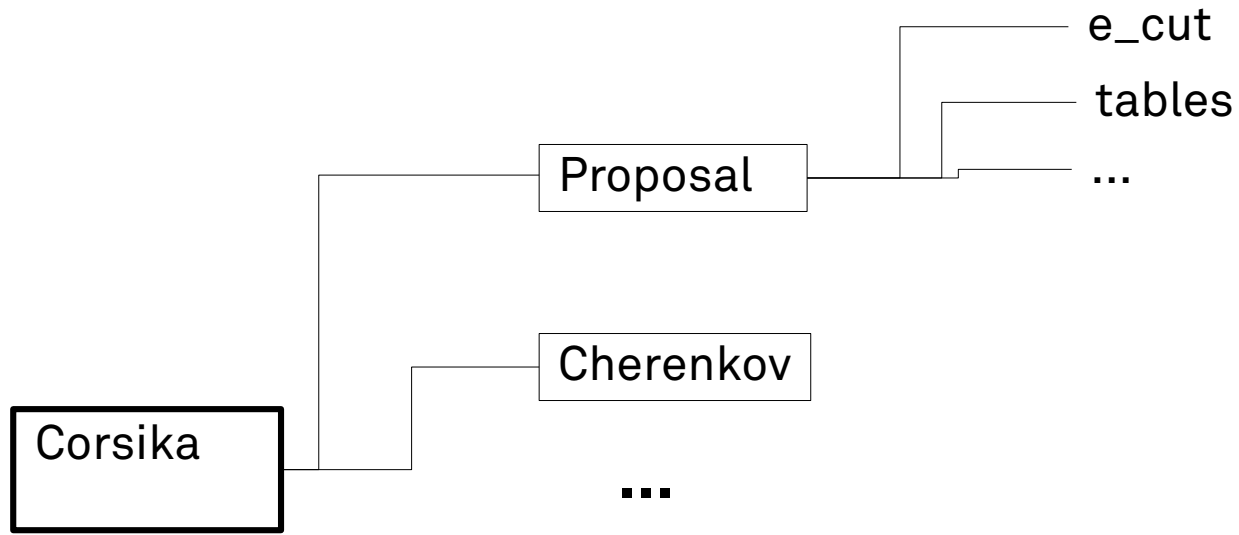 e_cut
tables
Proposal
...
Cherenkov
Corsika
...